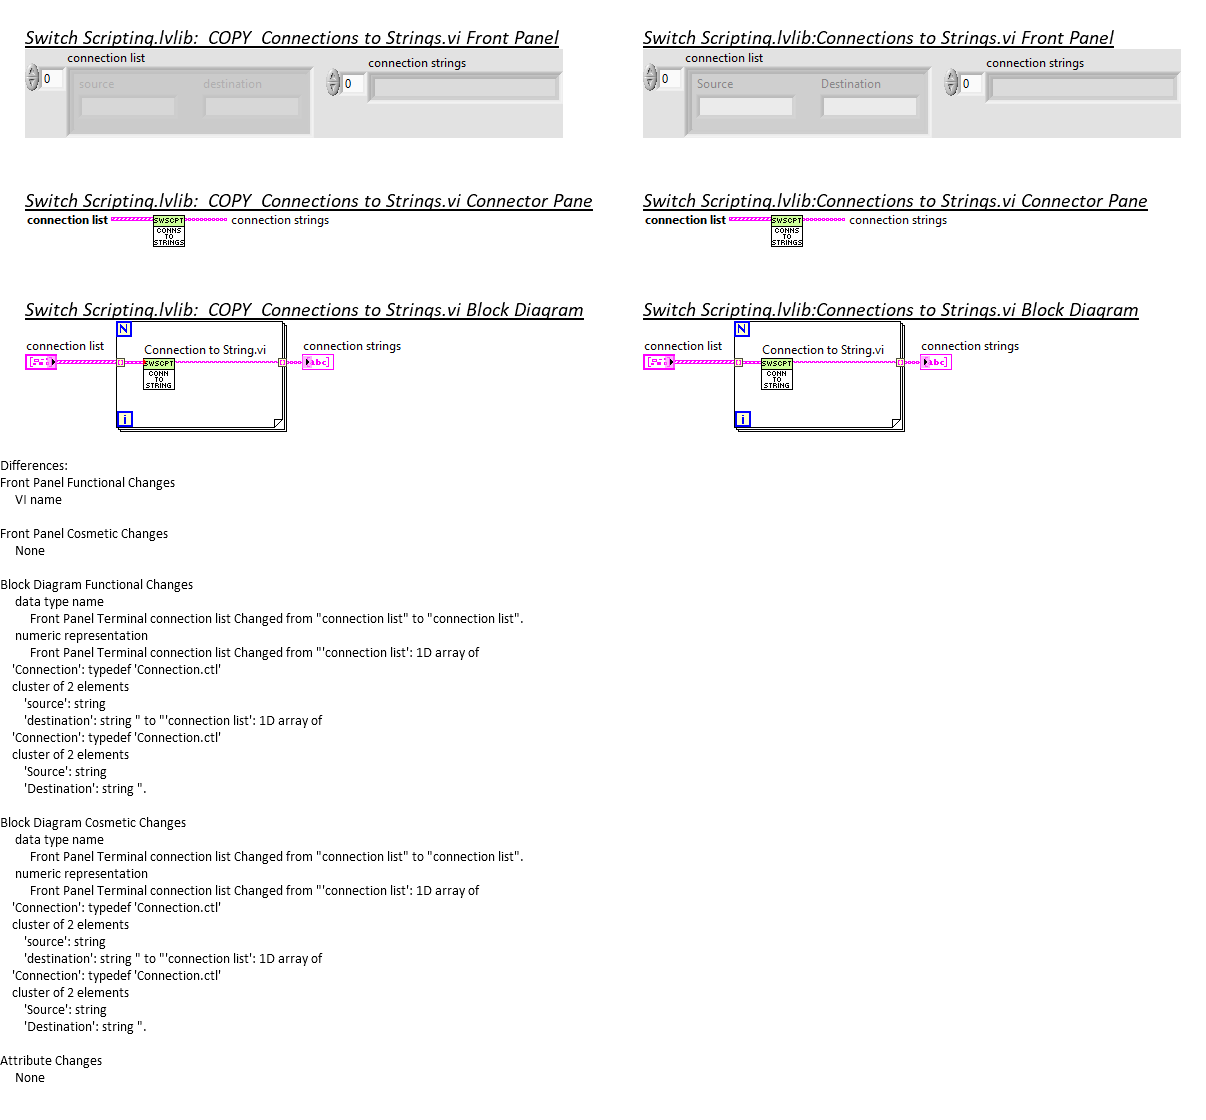 Switch Scripting.lvlib:  COPY  Connections to Strings.vi Front Panel
connection list
connection strings
0
source
destination
0
Switch Scripting.lvlib:Connections to Strings.vi Front Panel
connection list
connection strings
0
Source
Destination
0
Switch Scripting.lvlib:  COPY  Connections to Strings.vi Connector Pane
connection list
SWSCPT
CONNS
TO
STRINGS
connection strings
Switch Scripting.lvlib:Connections to Strings.vi Connector Pane
connection list
SWSCPT
CONNS
TO
STRINGS
connection strings
Switch Scripting.lvlib:  COPY  Connections to Strings.vi Block Diagram
N
connection list
Connection to String.vi
connection strings
SWSCPT
CONN
TO
STRING
abc
i
Switch Scripting.lvlib:Connections to Strings.vi Block Diagram
N
connection list
Connection to String.vi
connection strings
SWSCPT
CONN
TO
STRING
abc
i
Differences:
Front Panel Functional Changes
VI name
Front Panel Cosmetic Changes
None
Block Diagram Functional Changes
data type name
Front Panel Terminal connection list Changed from "connection list" to "connection list".
numeric representation
Front Panel Terminal connection list Changed from "'connection list': 1D array of
'Connection': typedef 'Connection.ctl'
cluster of 2 elements
'source': string
'destination': string " to "'connection list': 1D array of
'Connection': typedef 'Connection.ctl'
cluster of 2 elements
'Source': string
'Destination': string ".
Block Diagram Cosmetic Changes
data type name
Front Panel Terminal connection list Changed from "connection list" to "connection list".
numeric representation
Front Panel Terminal connection list Changed from "'connection list': 1D array of
'Connection': typedef 'Connection.ctl'
cluster of 2 elements
'source': string
'destination': string " to "'connection list': 1D array of
'Connection': typedef 'Connection.ctl'
cluster of 2 elements
'Source': string
'Destination': string ".
Attribute Changes
None